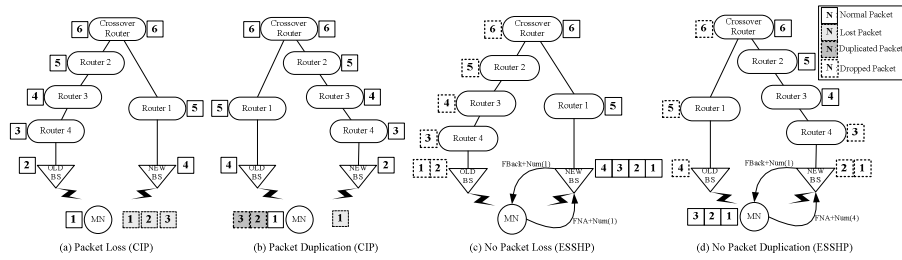 6 Crossover Router 6
Router 2
5
4 Router 3
Router 1 5
3 Router 4
2 OLD BS
NEW BS 4
1 MN 1 2 3
(a) Packet Loss (CIP)
6 Crossover Router 6
Router 2 5
5 Router 1
Router 3 4
Router 4 3
4 OLD BS
NEW BS 2
3 2 1 MN 1
(b) Packet Duplication (CIP)
6 Crossover Router 6
5 Router 2
4 Router 3
Router 1 5
3 Router 4
1 2 OLD BS
FBack+Num(1)
NEW BS 4 3 2 1
MN
FNA+Num(1)
(c) No Packet Loss (ESSHP)
6 Crossover Router 6
Router 2 5
5 Router 1
Router 3 4
Router 4 3
4 OLD BS
FBack+Num(1)
NEW BS 2 1
3 2 1 MN
FNA+Num(4)
(d) No Packet Duplication (ESSHP)
N Normal Packet
N Lost Packet
N Duplicated Packet
N Dropped Packet